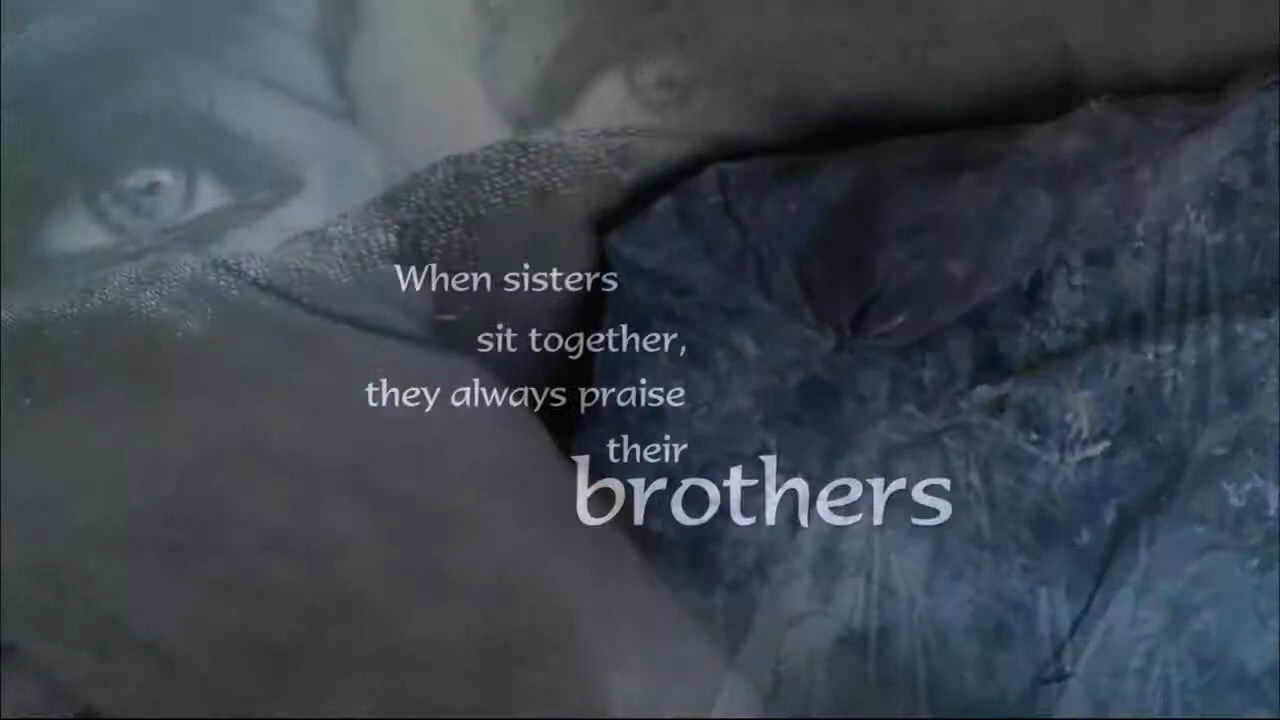 When sisters
sit together,
they always praise
their
brothers